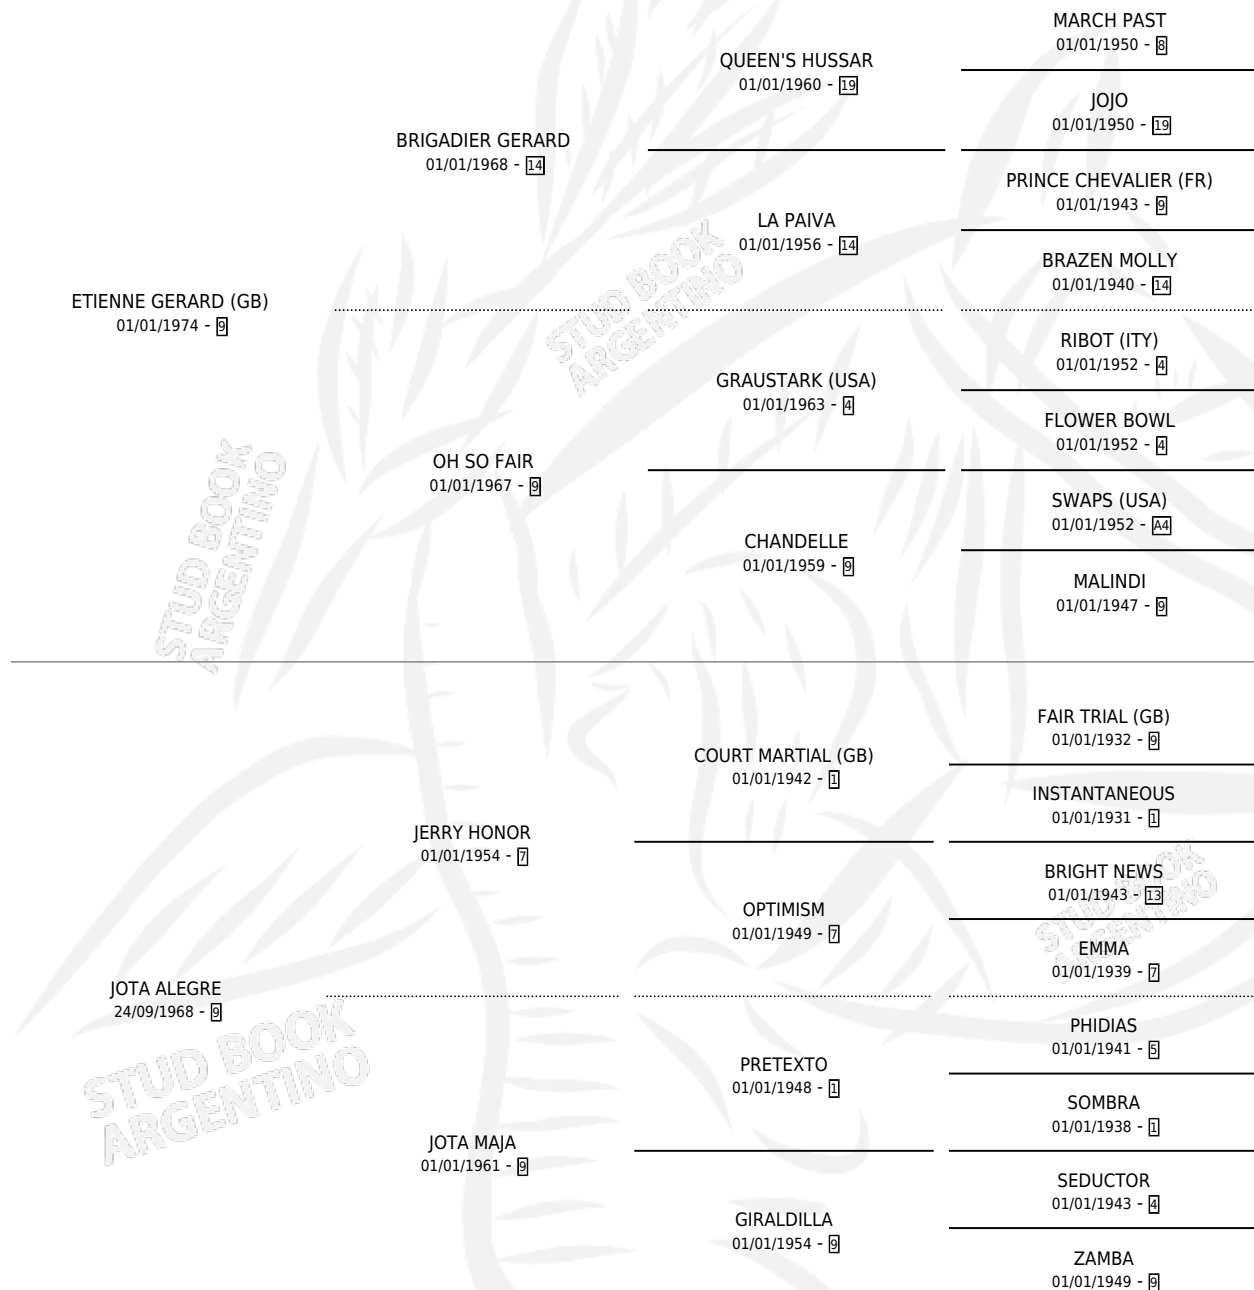 MARCH PAST
01/01/1950 - 8
QUEEN'S HUSSAR
01/01/1960 - 19
JOJO
01/01/1950 - 19
BRIGADIER GERARD
01/01/1968 - 14
PRINCE CHEVALIER (FR)
01/01/1943 - 9
LA PAIVA
01/01/1956 - 14
BRAZEN MOLLY
01/01/1940 - 14
ETIENNE GERARD (GB)
01/01/1974 - 9
STUD BOOK
ARGENTINO
RIBOT (ITY)
01/01/1952 - 4
GRAUSTARK (USA)
01/01/1963 - 4
FLOWER BOWL
01/01/1952 - 4
OH SO FAIR
01/01/1967 - 9
SWAPS (USA)
01/01/1952 - A4
CHANDELLE
01/01/1959 - 9
MALINDI
01/01/1947 - 9
STUD BOOK
ARGENTINO
FAIR TRIAL (GB)
01/01/1932 - 9
COURT MARTIAL (GB)
01/01/1942 - 1
INSTANTANEOUS
01/01/1931 - 1
JERRY HONOR
01/01/1954 - 7
BRIGHT NEWS
01/01/1943 - 13
OPTIMISM
01/01/1949 - 7
STUD BOOK
ARGENTINO
EMMA
01/01/1939 - 7
JOTA ALEGRE
24/09/1968 - 9
STUD BOOK
ARGENTINO
PHIDIAS
01/01/1941 - 5
PRETEXTO
01/01/1948 - 1
SOMBRA
01/01/1938 - 1
JOTA MAJA
01/01/1961 - 9
SEDUCTOR
01/01/1943 - 4
GIRALDILLA
01/01/1954 - 9
ZAMBA
01/01/1949 - 9